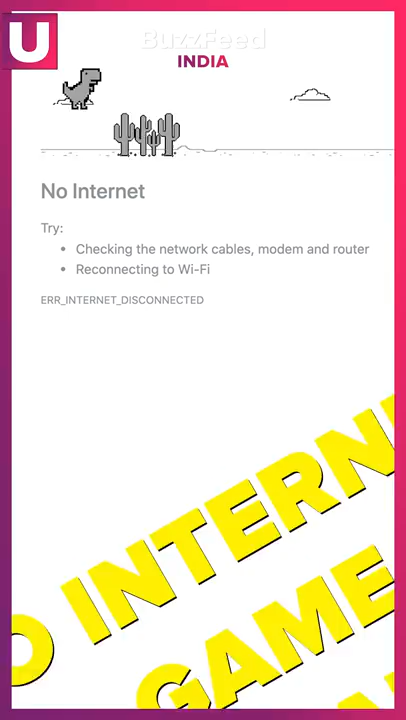 U
BuzzFeed
INDIA
No Internet
Try:
• Checking the network cables, modem and router
• Reconnecting to Wi-Fi
ERR_INTERNET_DISCONNECTED
O INTERN
GAME